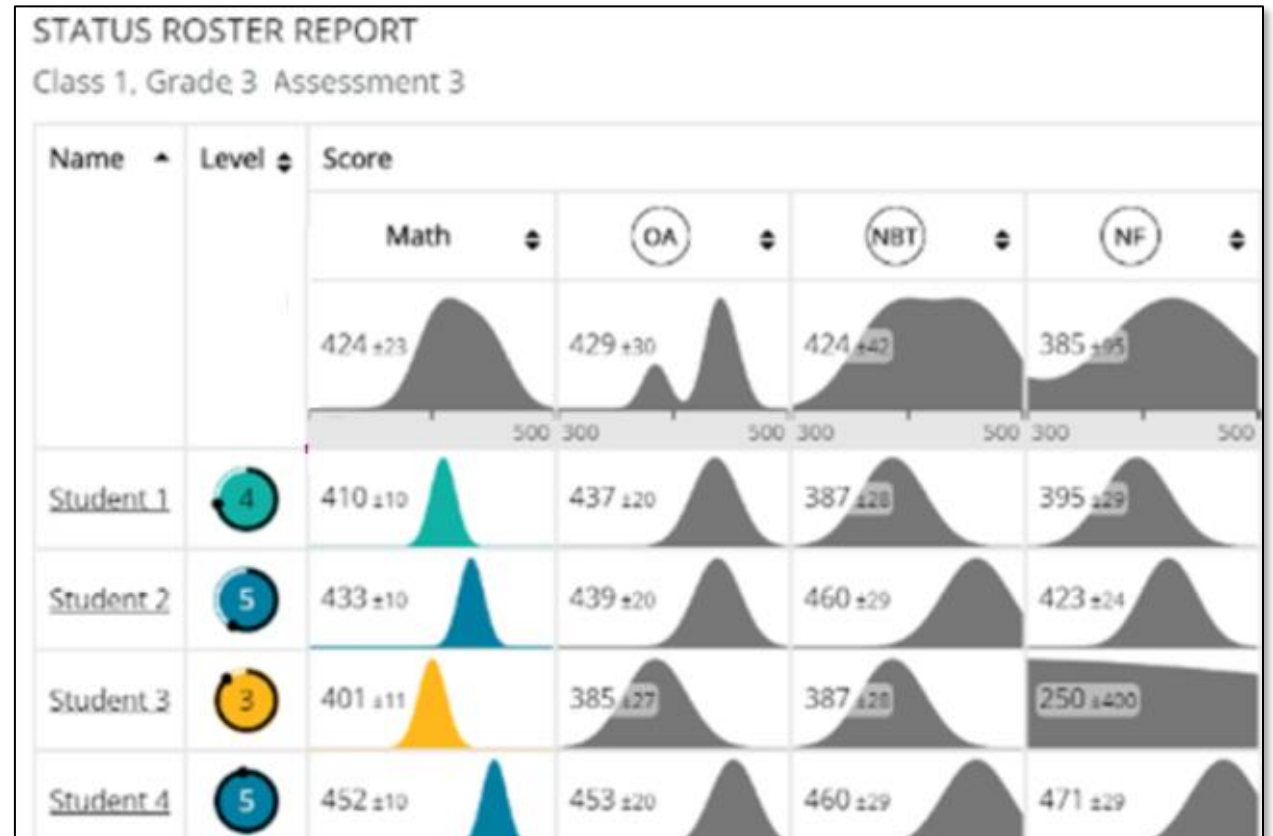 STATUS ROSTER REPORT
Class 1, Grade 3 Assessment 3
Name Level Score
Math OA NBT NF
424 ±23 429 ±30 424 ±42 385 ±95
500 300 500 300 500 300 500
Student 1 4 410 ±10 437 ±20 387 ±28 395 ±29
Student 2 5 433 ±10 439 ±20 460 ±29 423 ±24
Student 3 3 401 ±11 385 ±27 387 ±28 250 ±400
Student 4 5 452 ±10 453 ±20 460 ±29 471 ±29